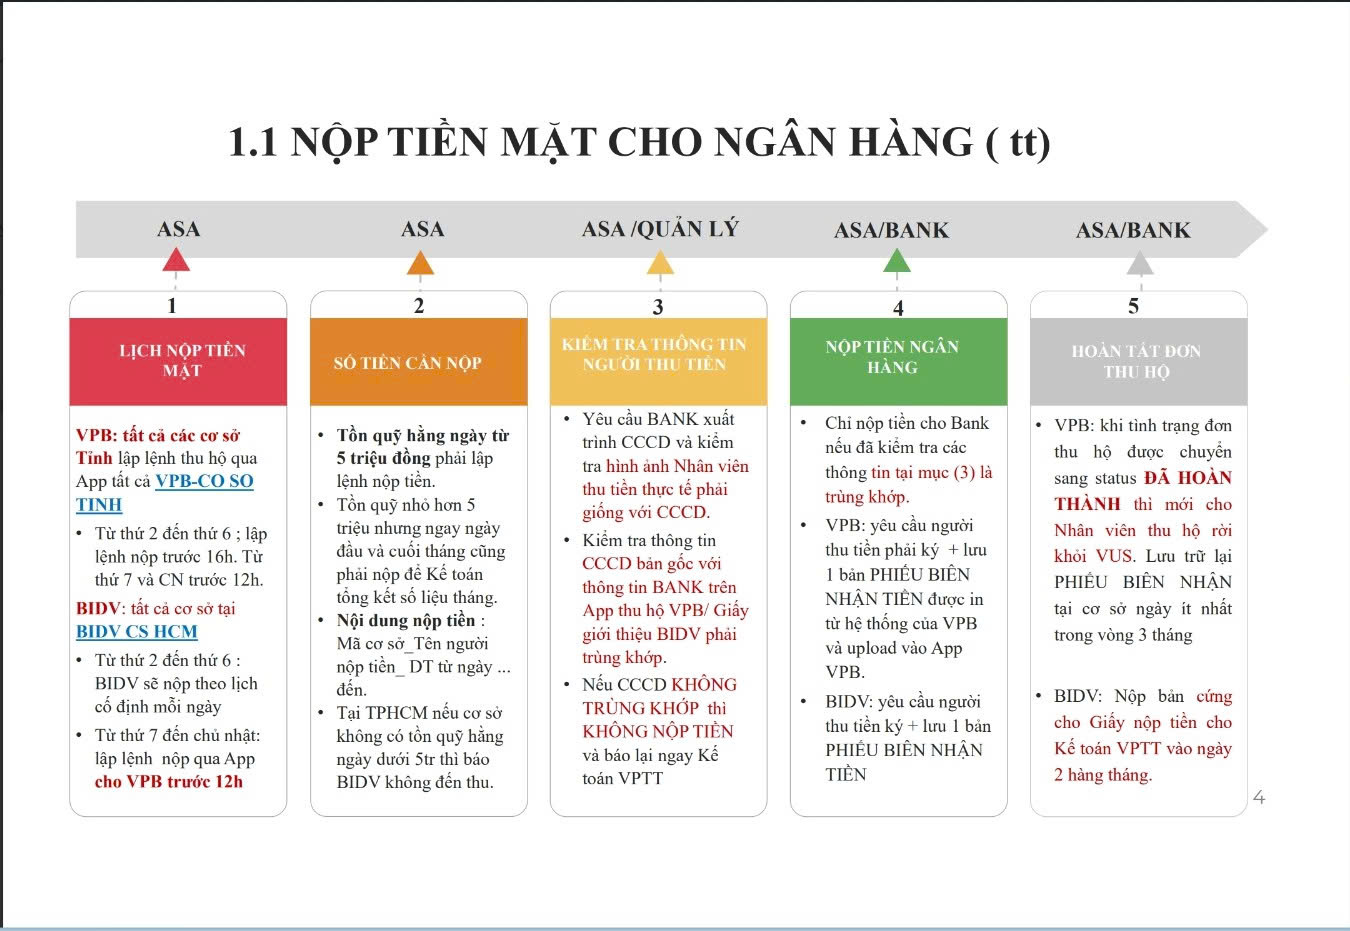 1.1 NỘP TIỀN MẶT CHO NGÂN HÀNG ( tt)
ASA
ASA
ASA /QUẢN LÝ
ASA/BANK
ASA/BANK
1
LỊCH NỘP TIỀN
MẶT
VPB: tất cả các cơ sở
Tỉnh lập lệnh thu hộ qua
App tất cả VPB-CO SO
TINH
• Từ thứ 2 đến thứ 6 ; lập
lệnh nộp trước 16h. Từ
thứ 7 và CN trước 12h.
BIDV: tất cả cơ sở tại
BIDV CS HCM
• Từ thứ 2 đến thứ 6 :
BIDV sẽ nộp theo lịch
cố định mỗi ngày
• Từ thứ 7 đến chủ nhật:
lập lệnh nộp qua App
cho VPB trước 12h
2
SỐ TIỀN CẦN NỘP
• Tồn quỹ hằng ngày từ
5 triệu đồng phải lập
lệnh nộp tiền.
• Tồn quỹ nhỏ hơn 5
triệu nhưng ngay ngày
đầu và cuối tháng cũng
phải nộp để Kế toán
tổng kết số liệu tháng.
• Nội dung nộp tiền :
Mã cơ sở_Tên người
nộp tiền_ DT từ ngày ...
đến.
• Tại TPHCM nếu cơ sở
không có tồn quỹ hằng
ngày dưới 5tr thì báo
BIDV không đến thu.
3
KIỂM TRA THÔNG TIN
NGƯỜI THU TIỀN
• Yêu cầu BANK xuất
trình CCCD và kiểm
tra hình ảnh Nhân viên
thu tiền thực tế phải
giống với CCCD.
• Kiểm tra thông tin
CCCD bản gốc với
thông tin BANK trên
App thu hộ VPB/ Giấy
giới thiệu BIDV phải
trùng khớp.
• Nếu CCCD KHÔNG
TRÙNG KHỚP thì
KHÔNG NỘP TIỀN
và báo lại ngay Kế
toán VPTT
4
NỘP TIỀN NGÂN
HÀNG
• Chỉ nộp tiền cho Bank
nếu đã kiểm tra các
thông tin tại mục (3) là
trùng khớp.
• VPB: yêu cầu người
thu tiền phải ký + lưu
1 bản PHIẾU BIÊN
NHẬN TIỀN được in
từ hệ thống của VPB
và upload vào App
VPB.
• BIDV: yêu cầu người
thu tiền ký + lưu 1 bản
PHIẾU BIÊN NHẬN
TIỀN
5
HOÀN TẤT ĐƠN
THU HỘ
• VPB: khi tình trạng đơn
thu hộ được chuyển
sang status ĐÃ HOÀN
THÀNH thì mới cho
Nhân viên thu hộ rời
khỏi VUS. Lưu trữ lại
PHIẾU BIÊN NHẬN
tại cơ sở ngày ít nhất
trong vòng 3 tháng
• BIDV: Nộp bản cứng
cho Giấy nộp tiền cho
Kế toán VPTT vào ngày
2 hàng tháng.
4